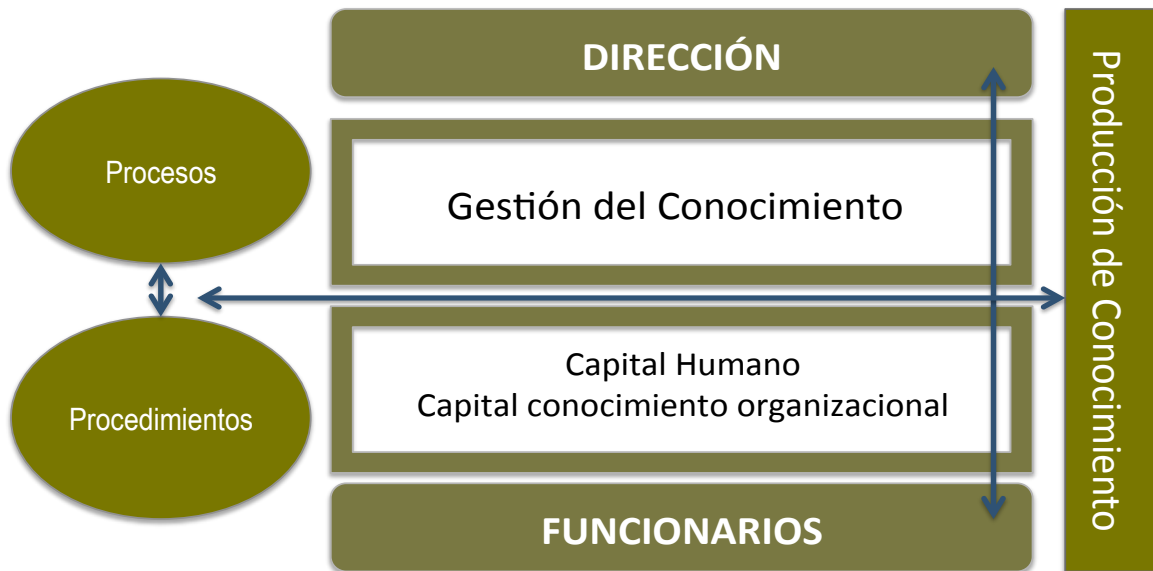 DIRECCIÓN
Procesos
Gestión del Conocimiento
Procedimientos
Capital Humano
Capital conocimiento organizacional
FUNCIONARIOS
Producción de Conocimiento